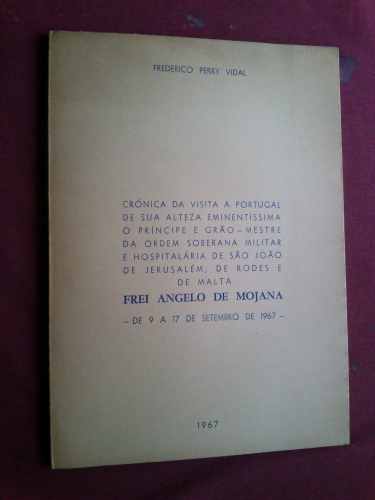 FREDERICO PERRY VIDAL
CRÓNICA DA VISITA A PORTUGAL
DE SUA ALTEZA EMINENTÍSSIMA
O PRÍNCIPE E GRÃO-MESTRE
DA ORDEM SOBERANA MILITAR
E HOSPITALÁRIA DE SÃO JOÃO
DE JERUSALÉM, DE RODES E
DE MALTA
FREI ANGELO DE MOJANA
– DE 9 A 17 DE SETEMBRO DE 1967 –
1967